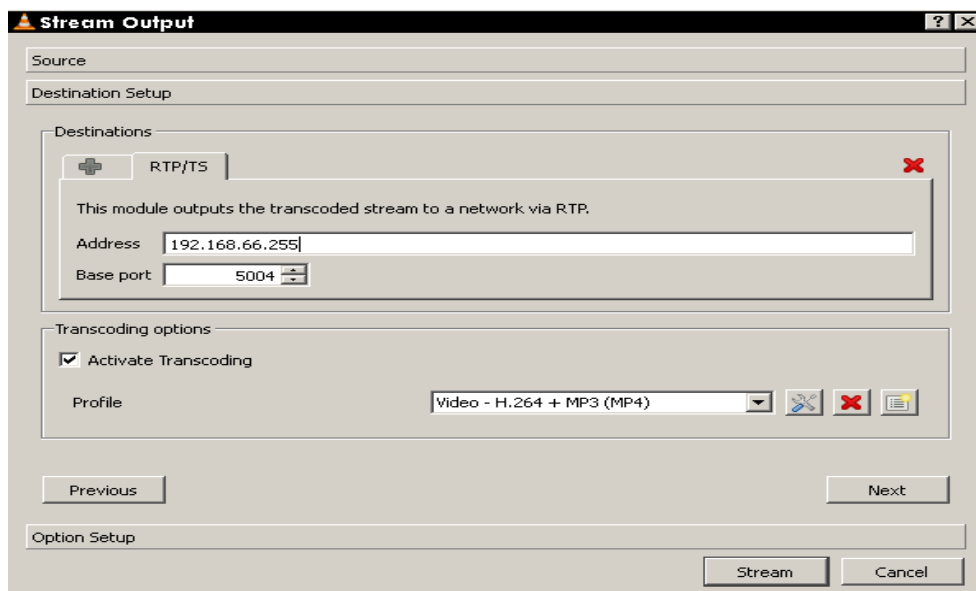 Stream Output
Source
Destination Setup
Destinations
RTP/TS
This module outputs the transcoded stream to a network via RTP.
Address 192.168.66.255
Base port 5004
Transcoding options
Activate Transcoding
Profile Video - H.264 + MP3 (MP4)
Previous Next
Option Setup
Stream Cancel